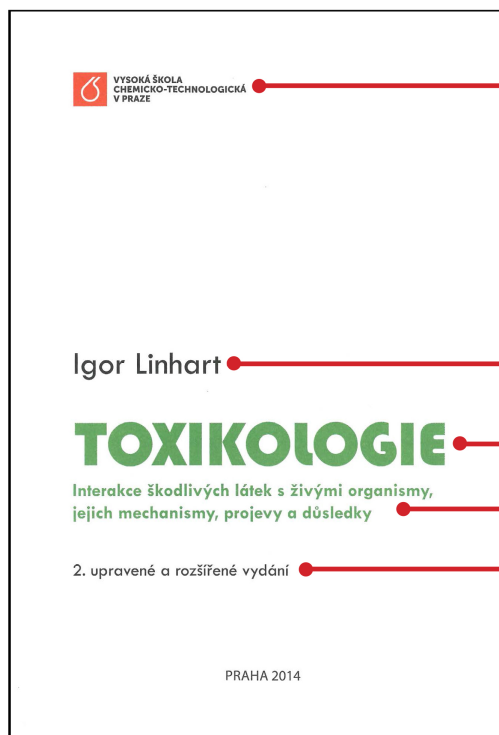 VYSOKÁ ŠKOLA
CHEMICKO-TECHNOLOGICKÁ
V PRAZE
Igor Linhart
TOXIKOLOGIE
Interakce škodlivých látek s živými organismy,
jejich mechanismy, projevy a důsledky
2. upravené a rozšířené vydání
PRAHA 2014